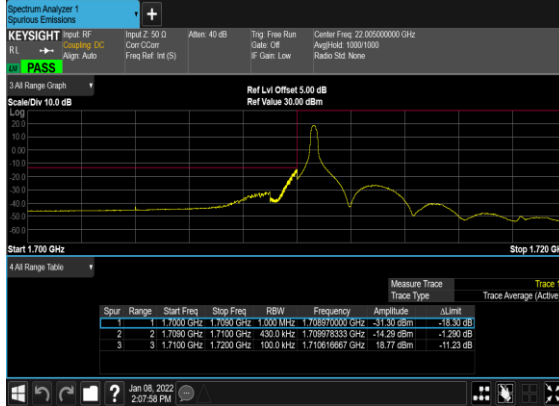 Spectrum Analyzer 1
Spurious Emissions
+
KEYSIGHT Input: RF Input Z: 50 Ω Atten: 40 dB Trig: Free Run Center Freq: 22.005000000 GHz
RL Coupling: DC Corr CCorr Gate: Off Avg|Hold: 1000/1000
Align: Auto Freq Ref: Int (S) IF Gain: Low Radio Std: None
PASS
3 All Range Graph
Ref Lvl Offset 5.00 dB
Scale/Div 10.0 dB Ref Value 30.00 dBm
Log
20.0
10.0
0.00
-10.0
-20.0
-30.0
-40.0
-50.0
-60.0
Start 1.700 GHz Stop 1.720 GH
4 All Range Table
Measure Trace Trace 1
Trace Type Trace Average (Active
Spur Range Start Freq Stop Freq RBW Frequency Amplitude ΔLimit
1 1 1.7000 GHz 1.7090 GHz 1.000 MHz 1.708970000 GHz -31.30 dBm -18.30 dB
2 2 1.7090 GHz 1.7100 GHz 430.0 kHz 1.709978333 GHz -14.29 dBm -1.290 dB
3 3 1.7100 GHz 1.7200 GHz 100.0 kHz 1.710616667 GHz 18.77 dBm -11.23 dB
? Jan 08, 2022
2:07:58 PM